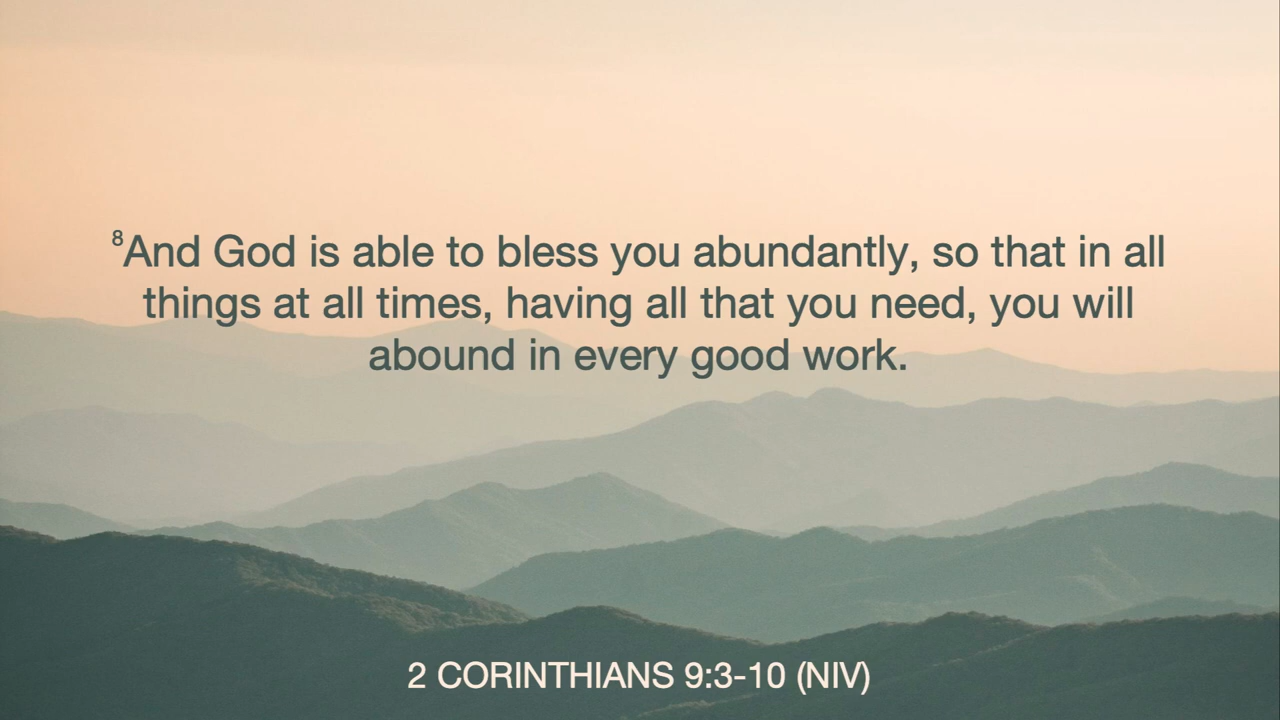 ⁸And God is able to bless you abundantly, so that in all
things at all times, having all that you need, you will
abound in every good work.
2 CORINTHIANS 9:3-10 (NIV)